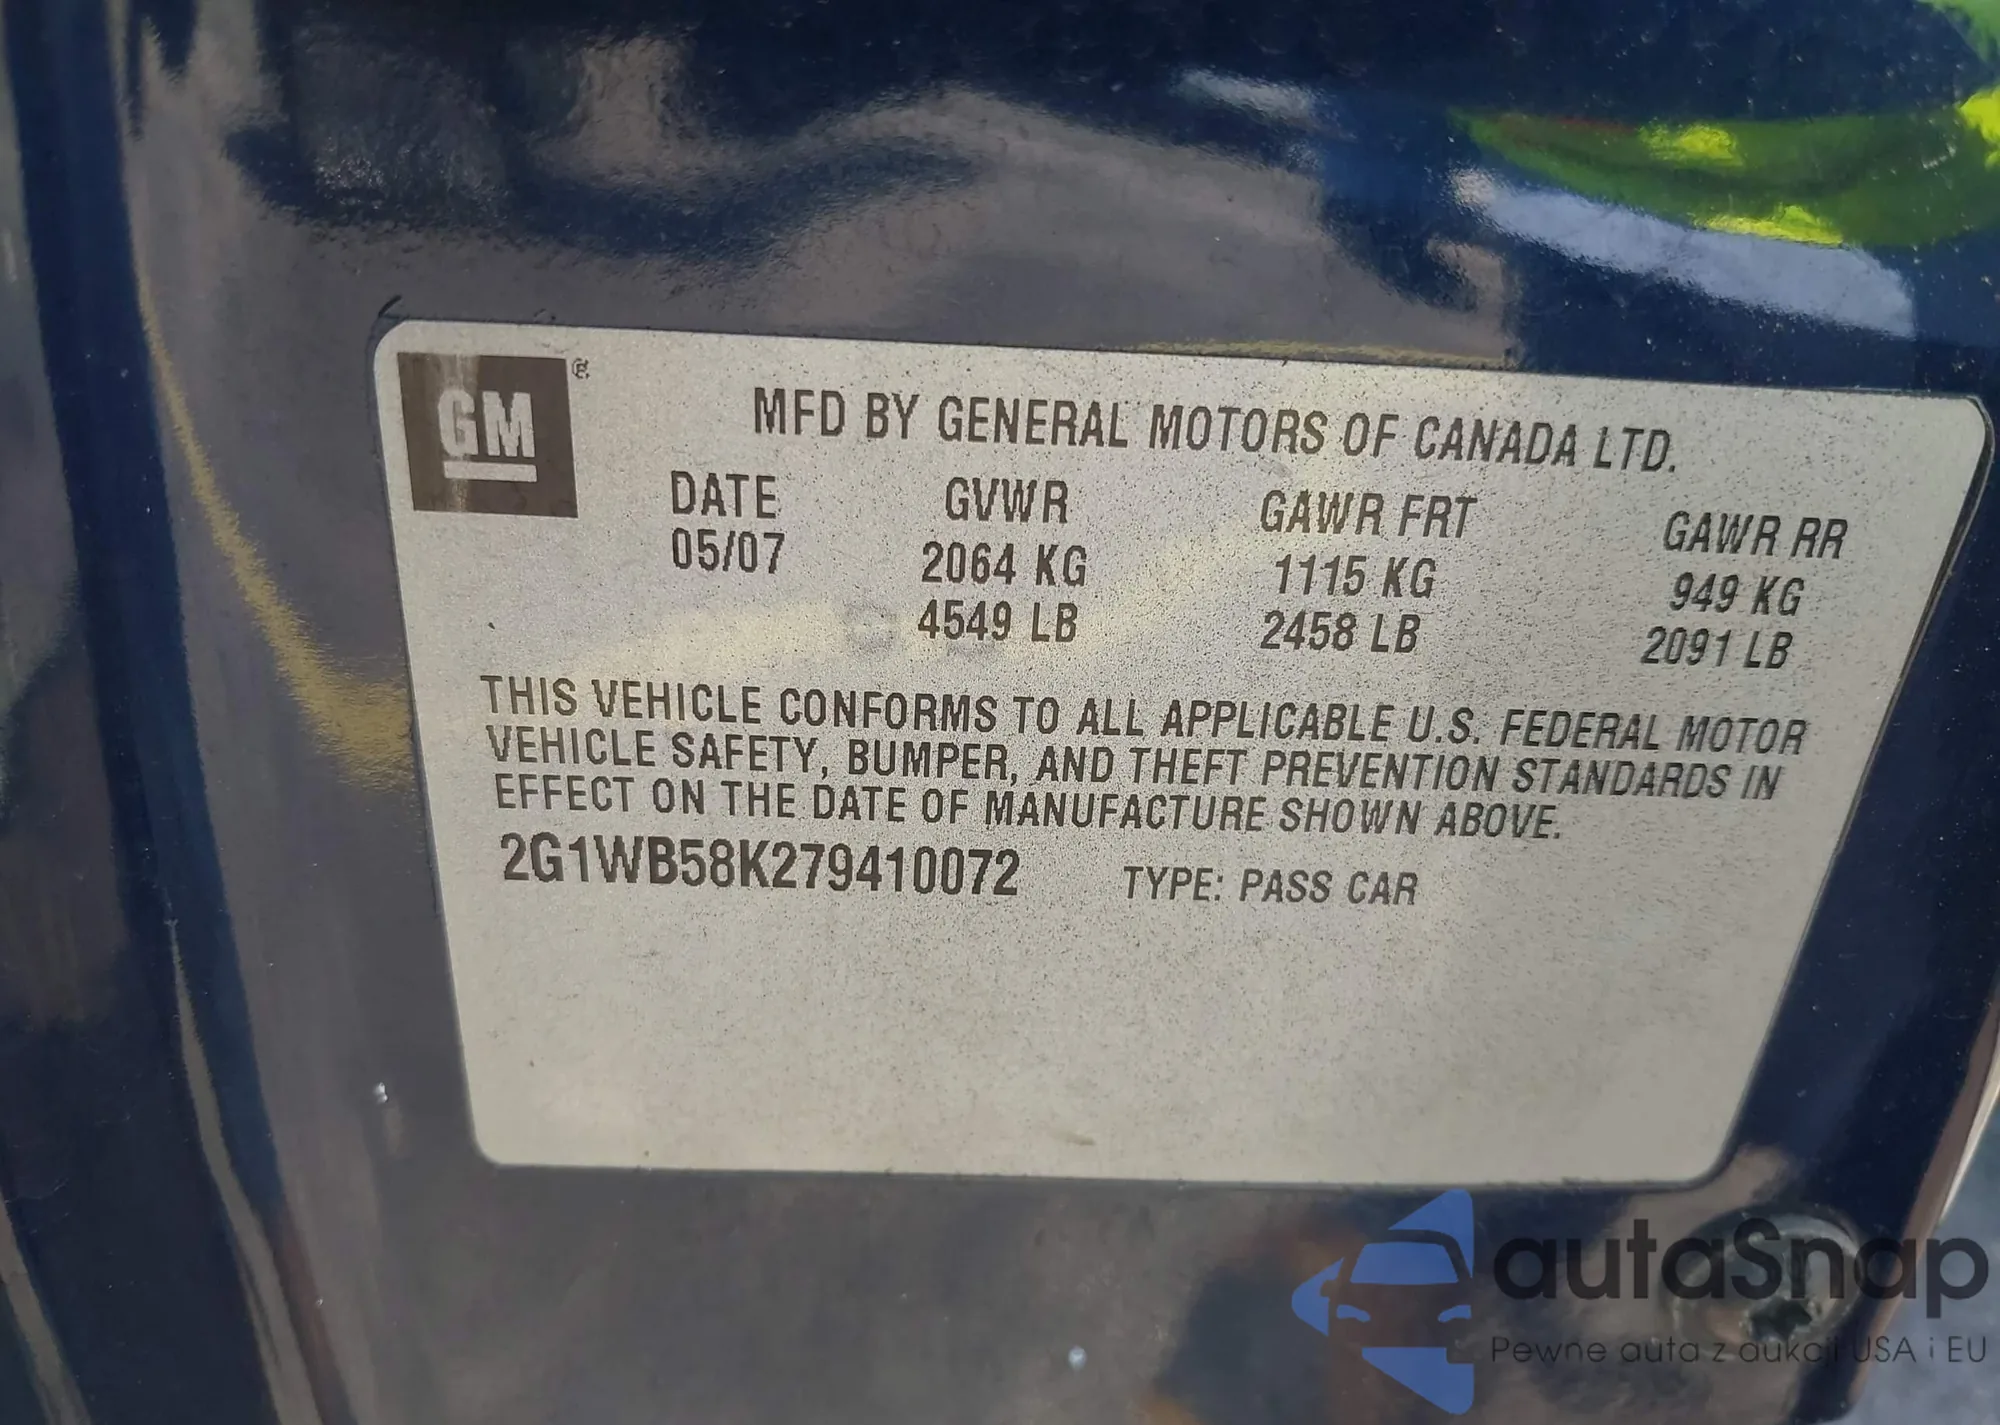 GM ®
MFD BY GENERAL MOTORS OF CANADA LTD.
DATE GVWR GAWR FRT GAWR RR
05/07 2064 KG 1115 KG 949 KG
4549 LB 2458 LB 2091 LB
THIS VEHICLE CONFORMS TO ALL APPLICABLE U.S. FEDERAL MOTOR
VEHICLE SAFETY, BUMPER, AND THEFT PREVENTION STANDARDS IN
EFFECT ON THE DATE OF MANUFACTURE SHOWN ABOVE.
2G1WB58K279410072 TYPE: PASS CAR
autaSnap
Pewne auta z aukcji USA i EU